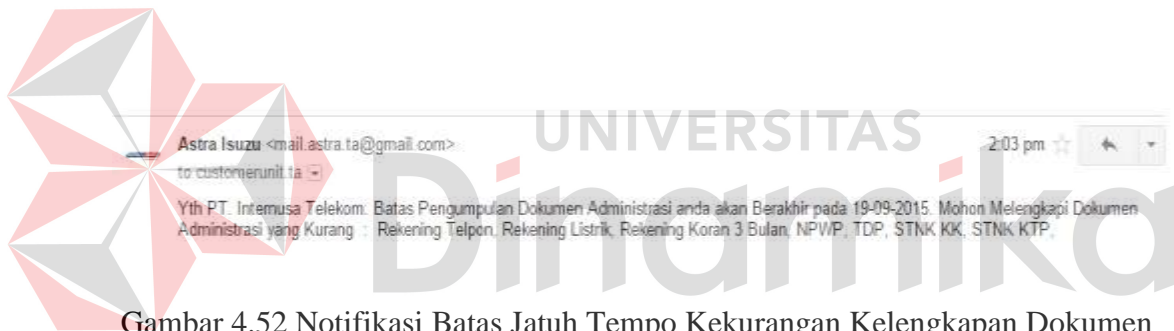 UNIVERSITAS
Dinamika
Astra Isuzu <mail.astra.ta@gmail.com>
2:03 pm
to customerunit.ta
Yth PT. Internusa Telekom: Batas Pengumpulan Dokumen Administrasi anda akan Berakhir pada 19-09-2015. Mohon Melengkapi Dokumen
Administrasi yang Kurang : Rekening Telpon, Rekening Listrik, Rekening Koran 3 Bulan, NPWP, TDP, STNK KK, STNK KTP,
Gambar 4.52 Notifikasi Batas Jatuh Tempo Kekurangan Kelengkapan Dokumen